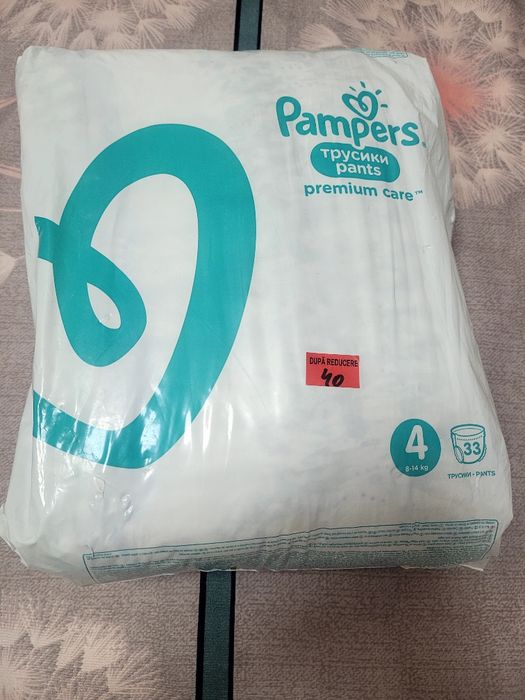 Pampers.
трусики
pants
premium care™
DUPĂ REDUCERE
40
4
8-14 kg
33
ТРУСИКИ • PANTS